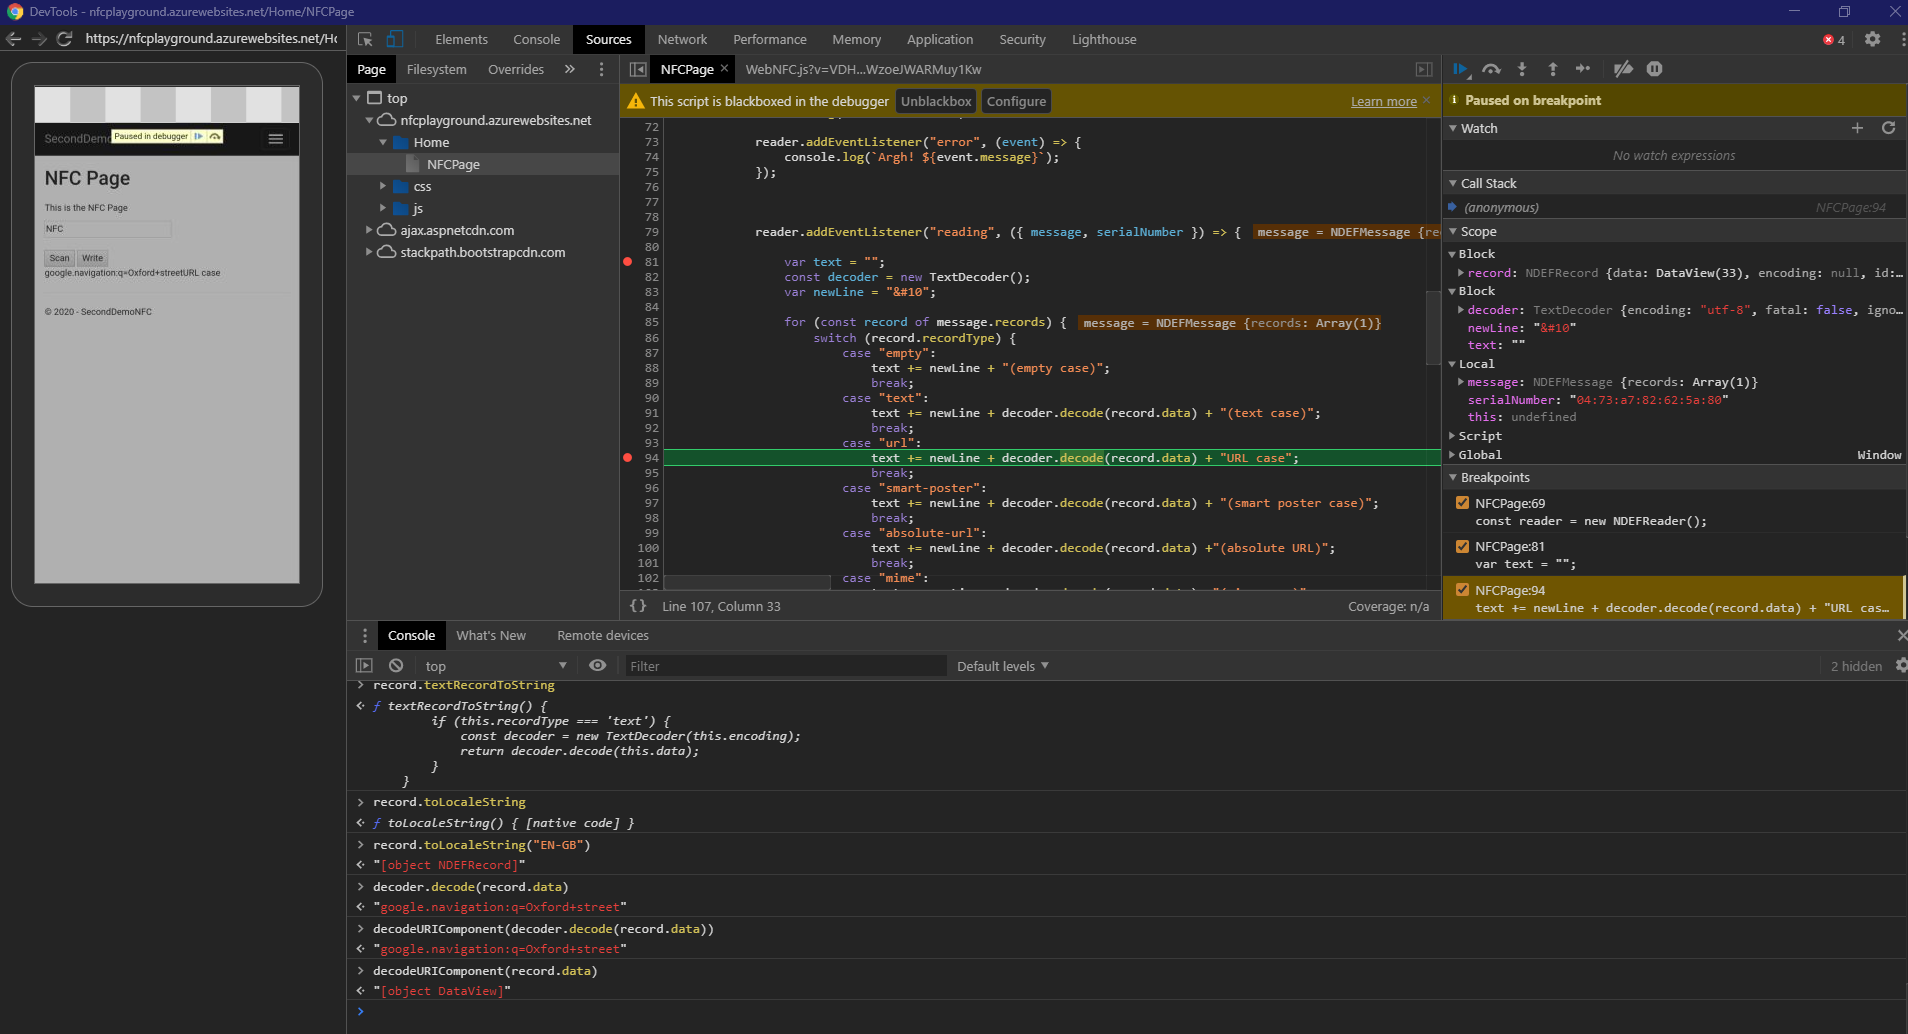 DevTools - nfcplayground.azurewebsites.net/Home/NFCPage
https://nfcplayground.azurewebsites.net/Ho
Elements Console Sources Network Performance Memory Application Security Lighthouse
4
Page Filesystem Overrides »
NFCPage × WebNFC.js?v=VDH...WzoeJWARMuy1Kw
This script is blackboxed in the debugger Unblackbox Configure Learn more ×
Paused in debugger
SecondDemo
NFC Page
This is the NFC Page
NFC
Scan Write
google.navigation:q=Oxford+streetURL case
© 2020 - SecondDemoNFC
top
nfcplayground.azurewebsites.net
Home
NFCPage
css
js
ajax.aspnetcdn.com
stackpath.bootstrapcdn.com
72
73 reader.addEventListener("error", (event) => {
74 console.log(`Argh! ${event.message}`);
75 });
76
77
78
79 reader.addEventListener("reading", ({ message, serialNumber }) => { message = NDEFMessage {rec
80
81 var text = "";
82 const decoder = new TextDecoder();
83 var newLine = "&#10";
84
85 for (const record of message.records) { message = NDEFMessage {records: Array(1)}
86 switch (record.recordType) {
87 case "empty":
88 text += newLine + "(empty case)";
89 break;
90 case "text":
91 text += newLine + decoder.decode(record.data) + "(text case)";
92 break;
93 case "url":
94 text += newLine + decoder.decode(record.data) + "URL case";
95 break;
96 case "smart-poster":
97 text += newLine + decoder.decode(record.data) + "(smart poster case)";
98 break;
99 case "absolute-url":
100 text += newLine + decoder.decode(record.data) +"(absolute URL)";
101 break;
102 case "mime":
{} Line 107, Column 33 Coverage: n/a
Paused on breakpoint
Watch
No watch expressions
Call Stack
(anonymous) NFCPage:94
Scope
Block
record: NDEFRecord {data: DataView(33), encoding: null, id:…
Block
decoder: TextDecoder {encoding: "utf-8", fatal: false, igno…
newLine: "&#10"
text: ""
Local
message: NDEFMessage {records: Array(1)}
serialNumber: "04:73:a7:82:62:5a:80"
this: undefined
Script
Global Window
Breakpoints
NFCPage:69
const reader = new NDEFReader();
NFCPage:81
var text = "";
NFCPage:94
text += newLine + decoder.decode(record.data) + "URL cas…
Console What's New Remote devices
top Filter Default levels 2 hidden
> record.textRecordToString
ƒ textRecordToString() {
if (this.recordType === 'text') {
const decoder = new TextDecoder(this.encoding);
return decoder.decode(this.data);
}
}
> record.toLocaleString
ƒ toLocaleString() { [native code] }
> record.toLocaleString("EN-GB")
"[object NDEFRecord]"
> decoder.decode(record.data)
"google.navigation:q=Oxford+street"
> decodeURIComponent(decoder.decode(record.data))
"google.navigation:q=Oxford+street"
> decodeURIComponent(record.data)
"[object DataView]"
>